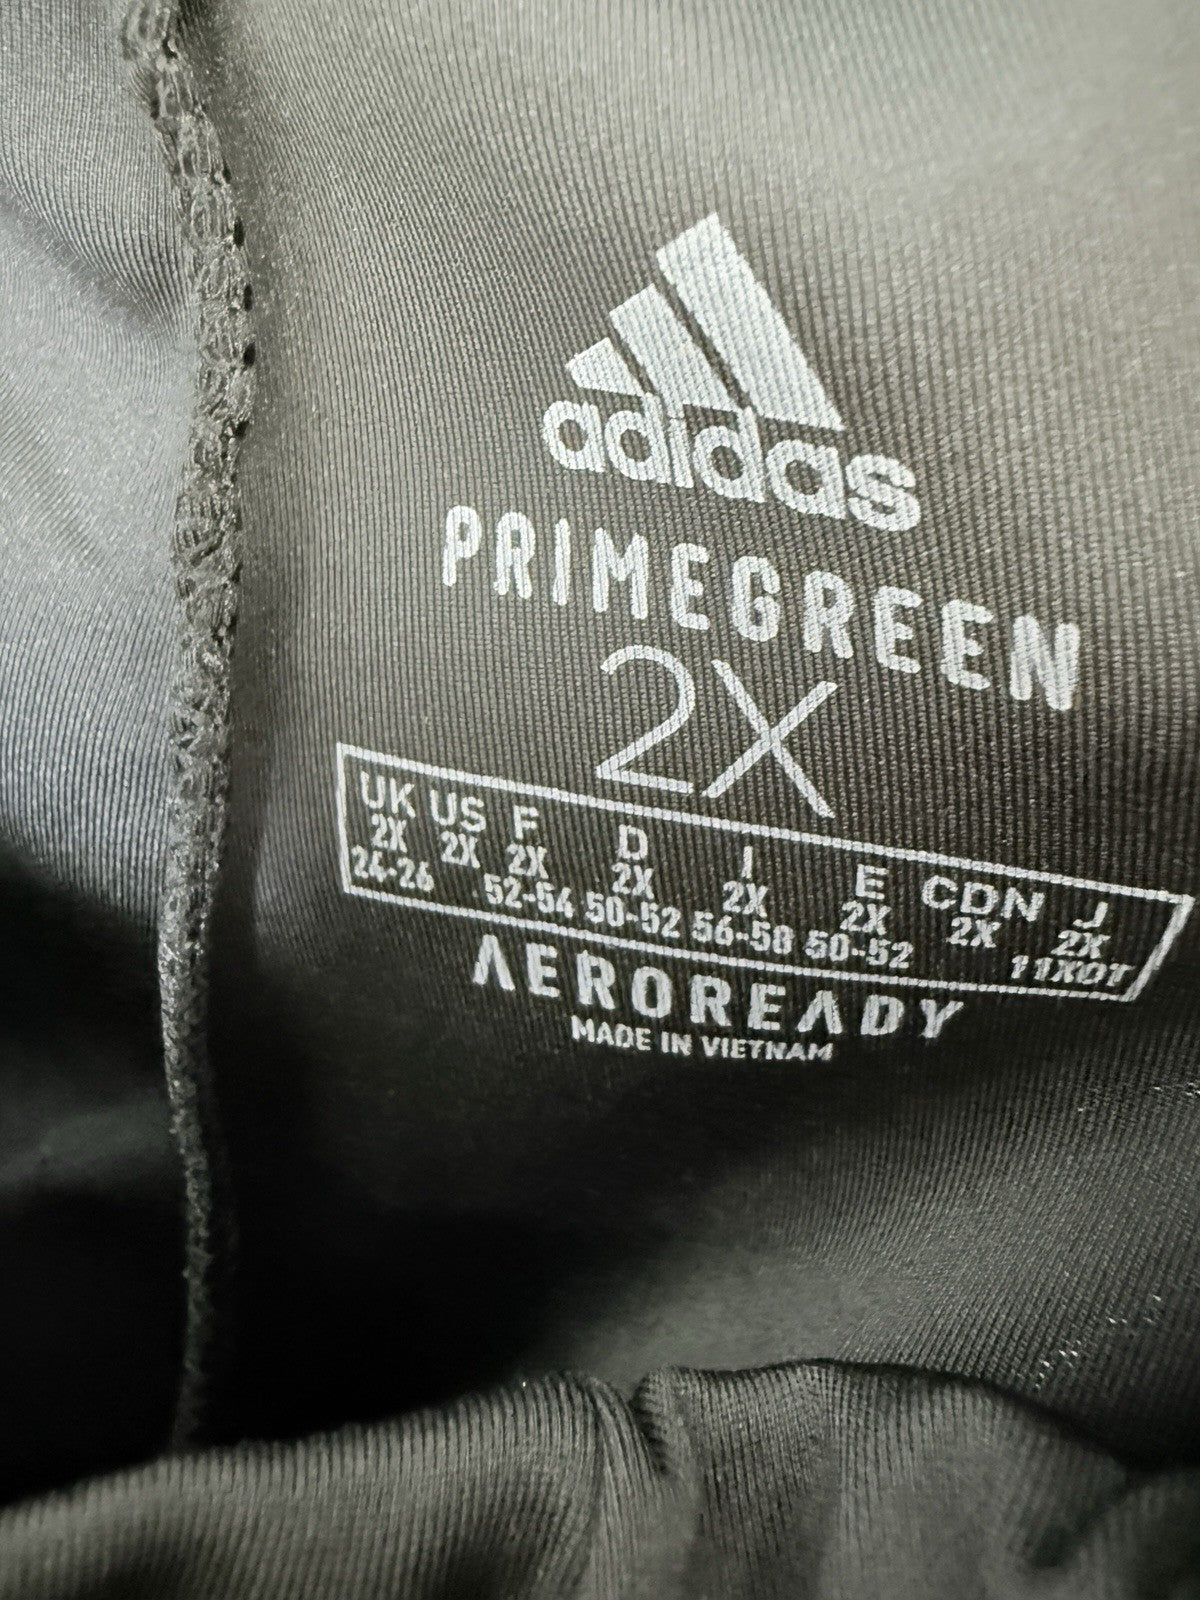 adidas
PRIMEGREEN
2X
UK US F D I E CDN J
2X 2X 2X 2X 2X 2X 2X 2X
24-26 52-54 50-52 56-58 50-52 11XOT
AEROREADY
MADE IN VIETNAM